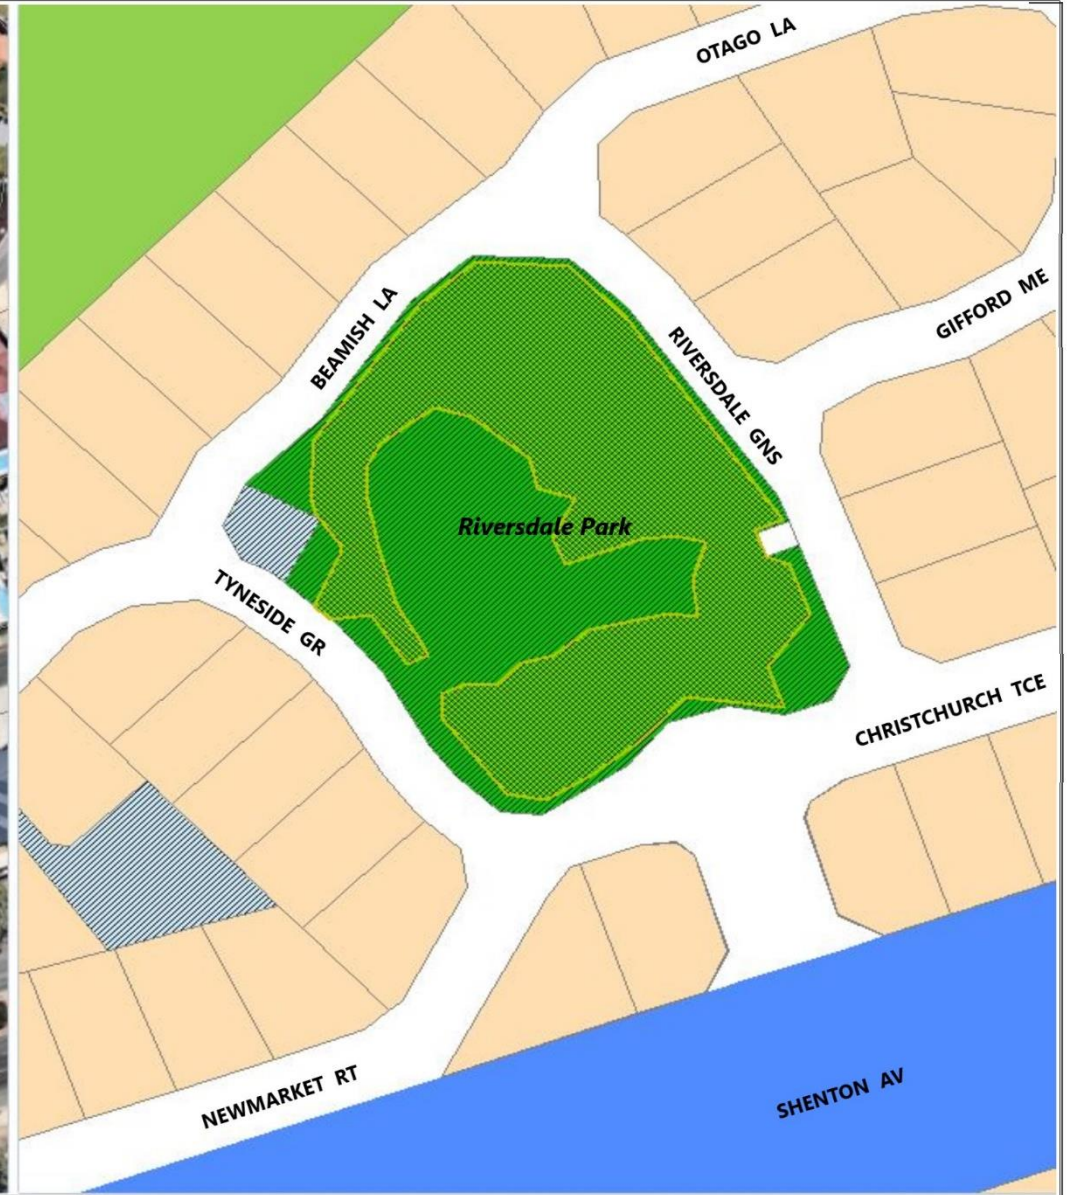 OTAGO LA
GIFFORD ME
BEAMISH LA
RIVERSDALE GNS
Riversdale Park
TYNESIDE GR
CHRISTCHURCH TCE
NEWMARKET RT
SHENTON AV